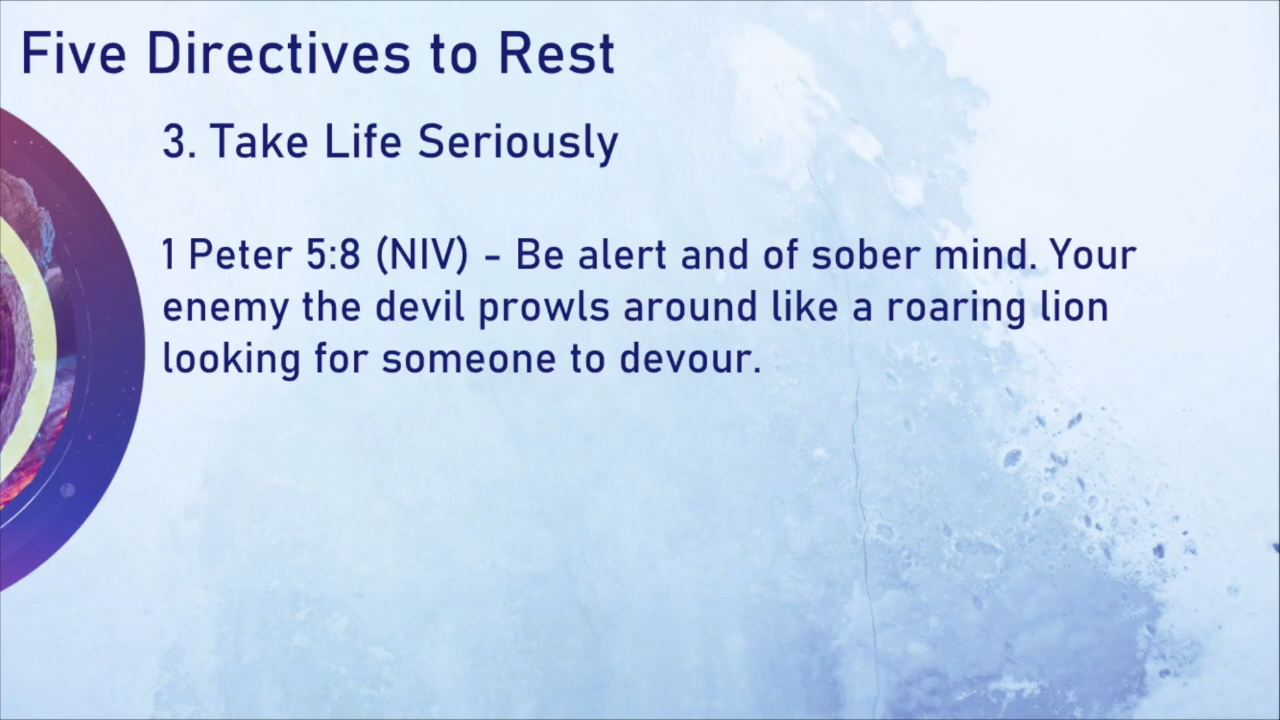 Five Directives to Rest
3. Take Life Seriously
1 Peter 5:8 (NIV) - Be alert and of sober mind. Your
enemy the devil prowls around like a roaring lion
looking for someone to devour.